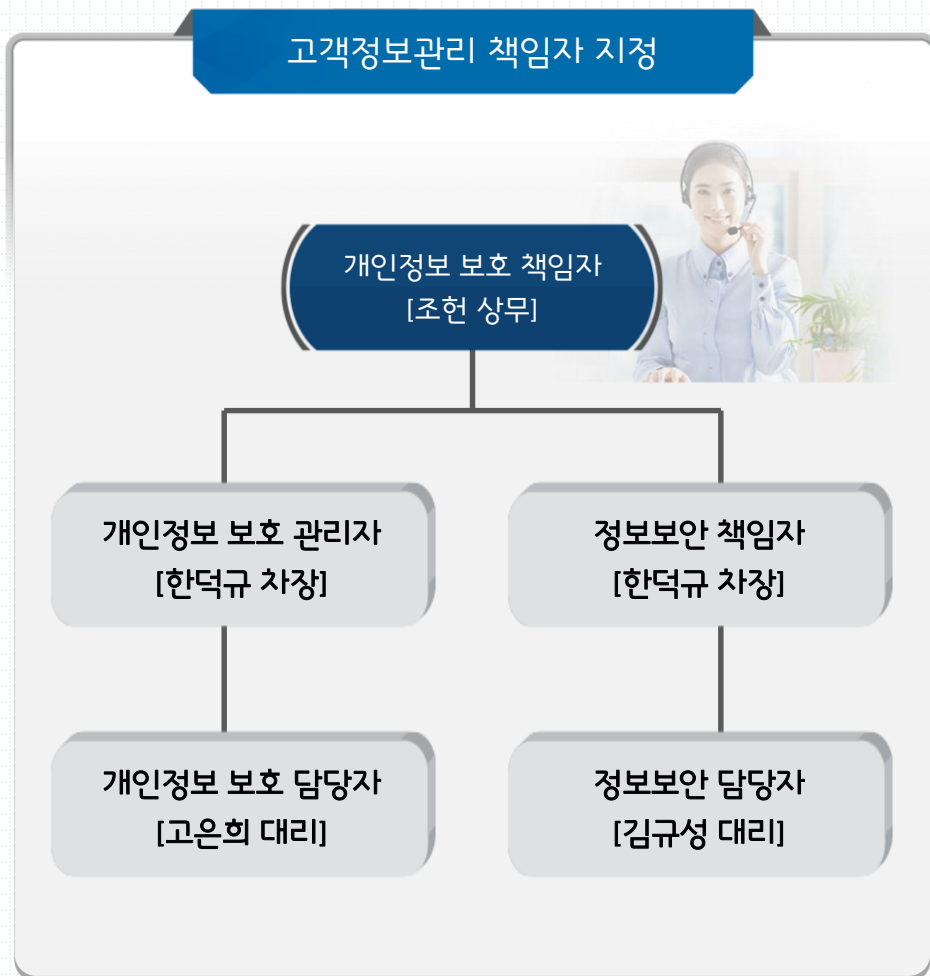 고객정보관리 책임자 지정
개인정보 보호 책임자
[조헌 상무]
개인정보 보호 관리자
[한덕규 차장]
정보보안 책임자
[한덕규 차장]
개인정보 보호 담당자
[고은희 대리]
정보보안 담당자
[김규성 대리]